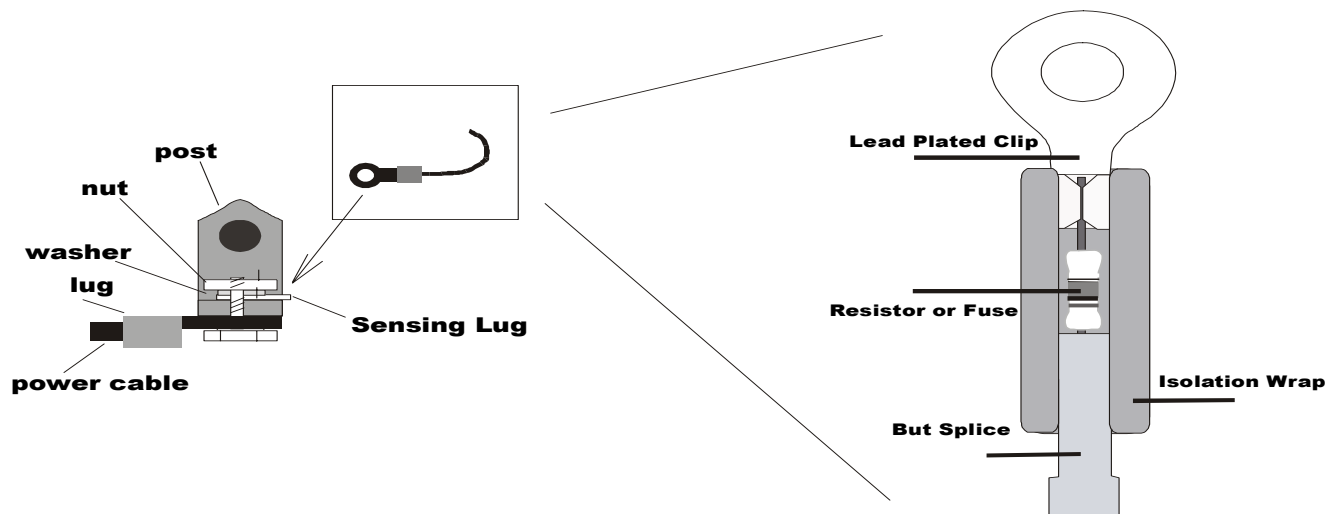 post
nut
washer
lug
Sensing Lug
power cable
Lead Plated Clip
Resistor or Fuse
Isolation Wrap
But Splice